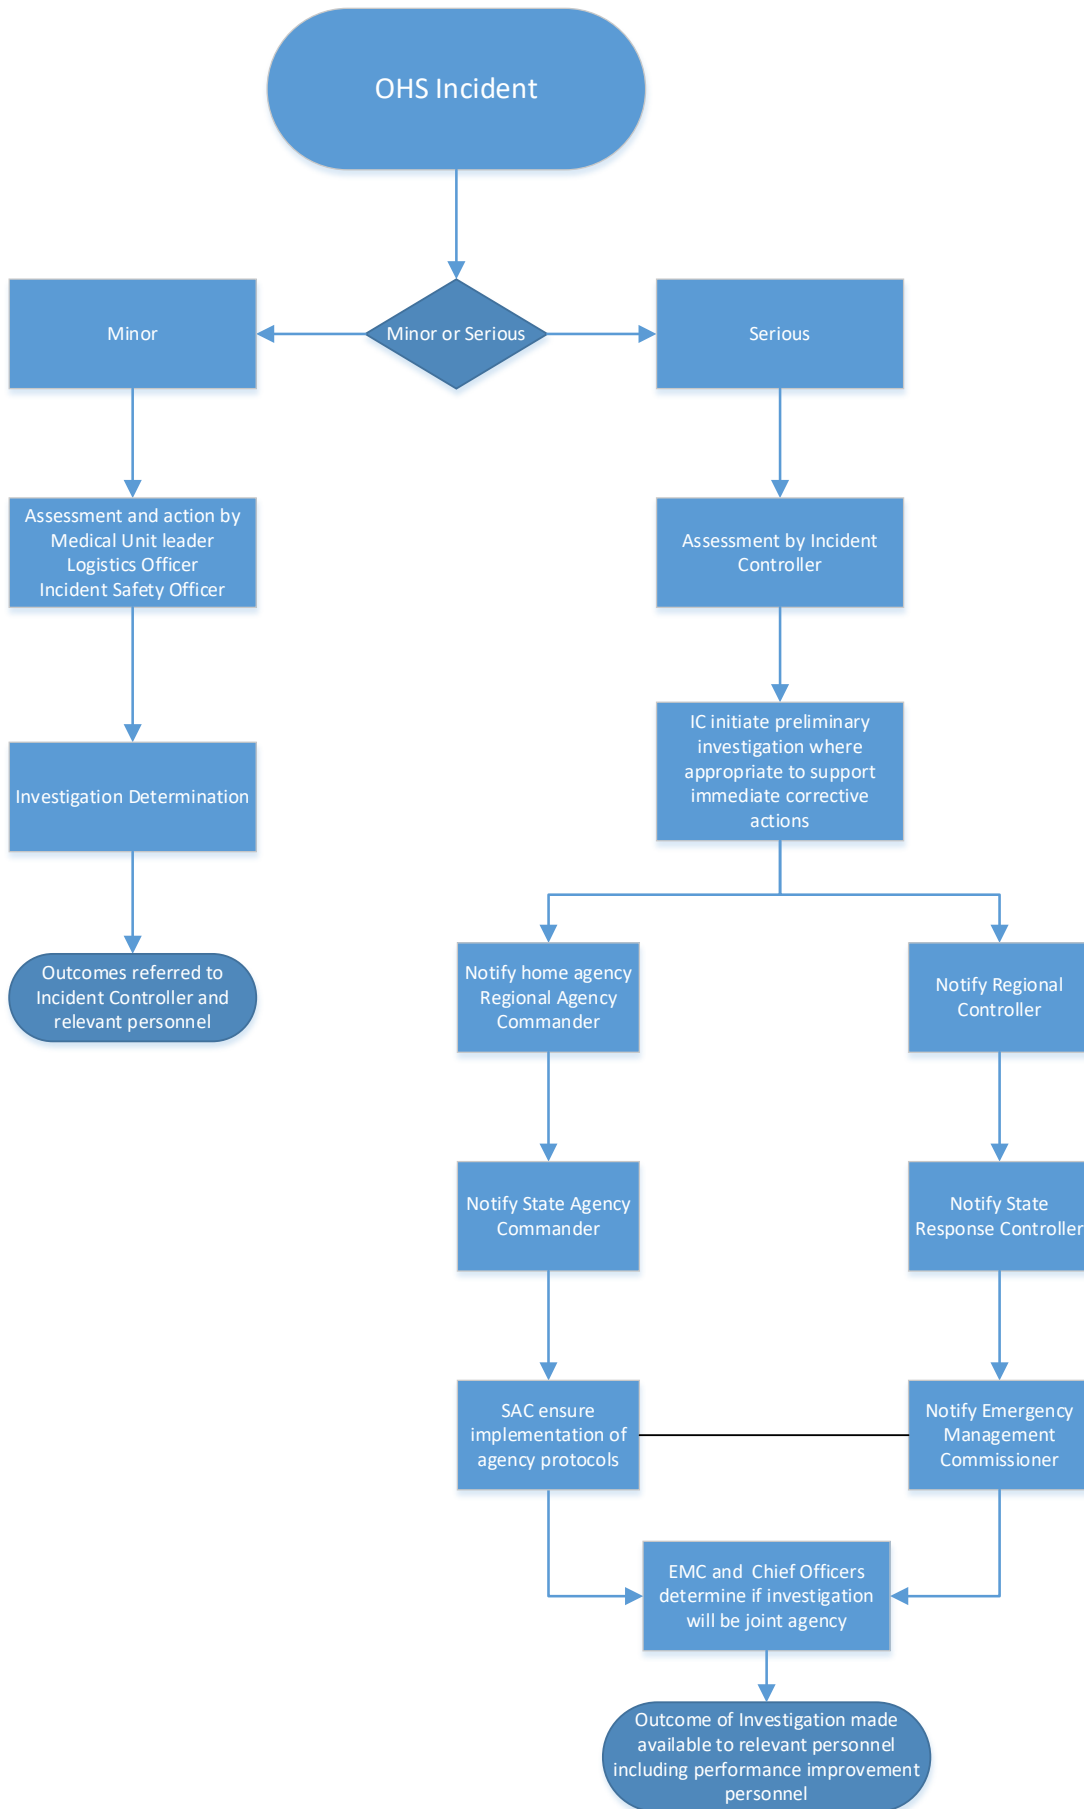 OHS Incident
Minor
Minor or Serious
Serious
Assessment and action by
Medical Unit leader
Logistics Officer
Incident Safety Officer
Assessment by Incident
Controller
IC initiate preliminary
investigation where
appropriate to support
immediate corrective
actions
Investigation Determination
Outcomes referred to
Incident Controller and
relevant personnel
Notify home agency
Regional Agency
Commander
Notify Regional
Controller
Notify State Agency
Commander
Notify State
Response Controller
SAC ensure
implementation of
agency protocols
Notify Emergency
Management
Commissioner
EMC and  Chief Officers
determine if investigation
will be joint agency
Outcome of Investigation made
available to relevant personnel
including performance improvement
personnel